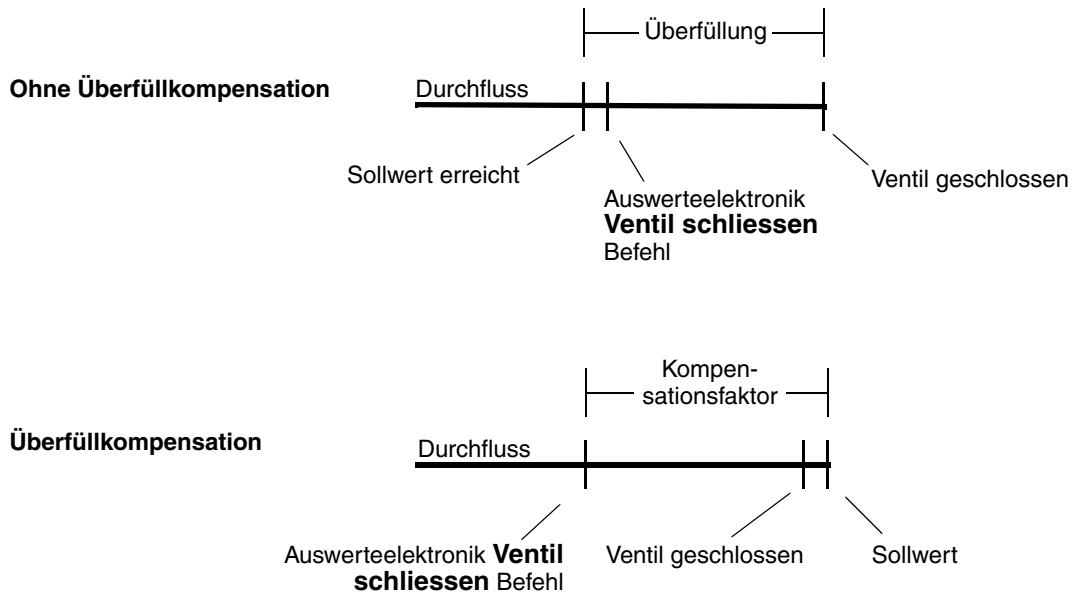 Überfüllung
Ohne Überfüllkompensation
Durchfluss
Sollwert erreicht
Ventil geschlossen
Auswerteelektronik
Ventil schliessen
Befehl
Kompen-
sationsfaktor
Überfüllkompensation
Durchfluss
Auswerteelektronik Ventil
schliessen Befehl
Ventil geschlossen
Sollwert